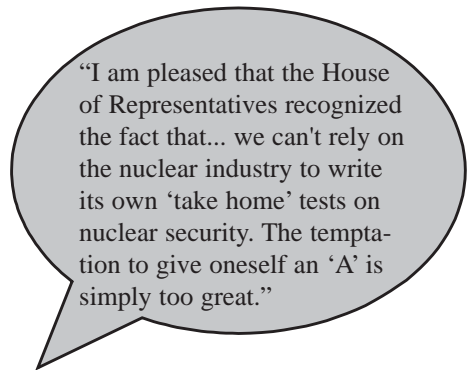 “I am pleased that the House
of Representatives recognized
the fact that... we can't rely on
the nuclear industry to write
its own ‘take home’ tests on
nuclear security. The tempta-
tion to give oneself an ‘A’ is
simply too great.”